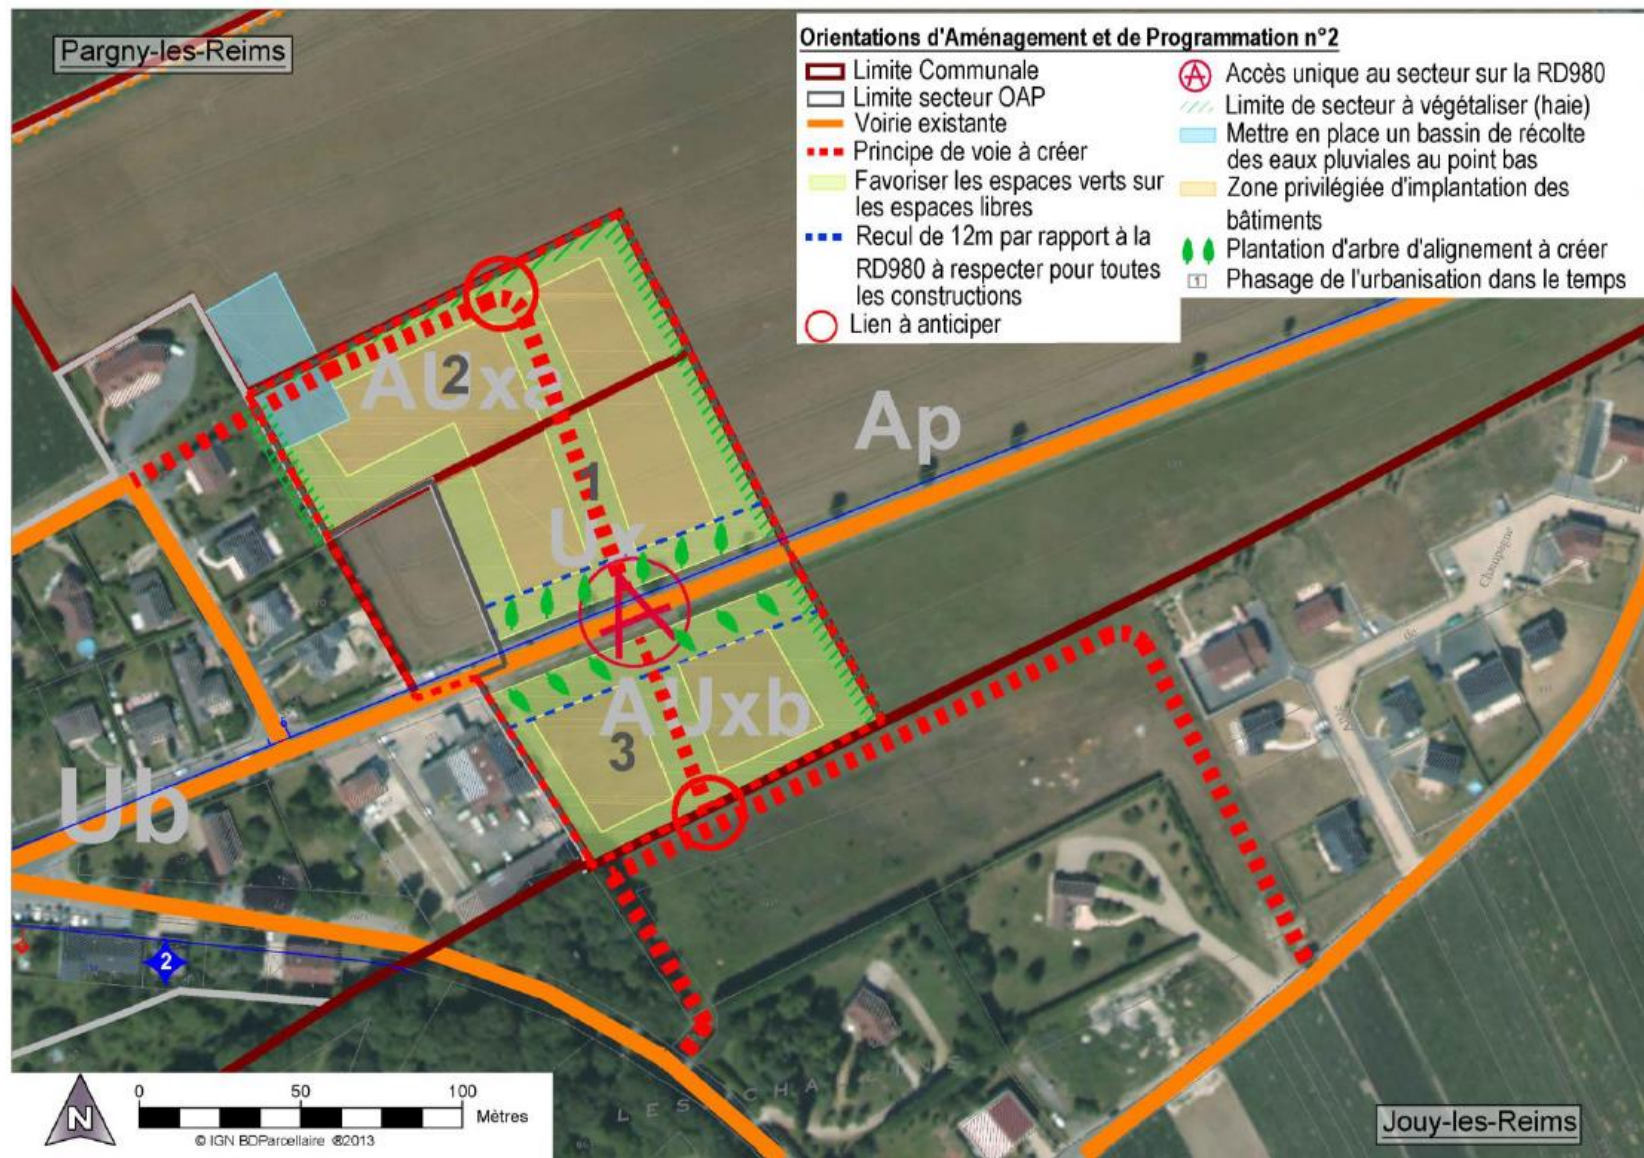 Pargny-les-Reims
Orientations d'Aménagement et de Programmation n°2
Limite Communale
Limite secteur OAP
Voirie existante
Principe de voie à créer
Favoriser les espaces verts sur
les espaces libres
Recul de 12m par rapport à la
RD980 à respecter pour toutes
les constructions
Lien à anticiper
A
Accès unique au secteur sur la RD980
Limite de secteur à végétaliser (haie)
Mettre en place un bassin de récolte
des eaux pluviales au point bas
Zone privilégiée d'implantation des
bâtiments
Plantation d'arbre d'alignement à créer
1
Phasage de l'urbanisation dans le temps
AUxa
2
Ap
1
Ux
A
AUxb
3
Ub
2
Champagne
de
N
0 50 100
Mètres
© IGN BDParcellaire ®2013
Jouy-les-Reims